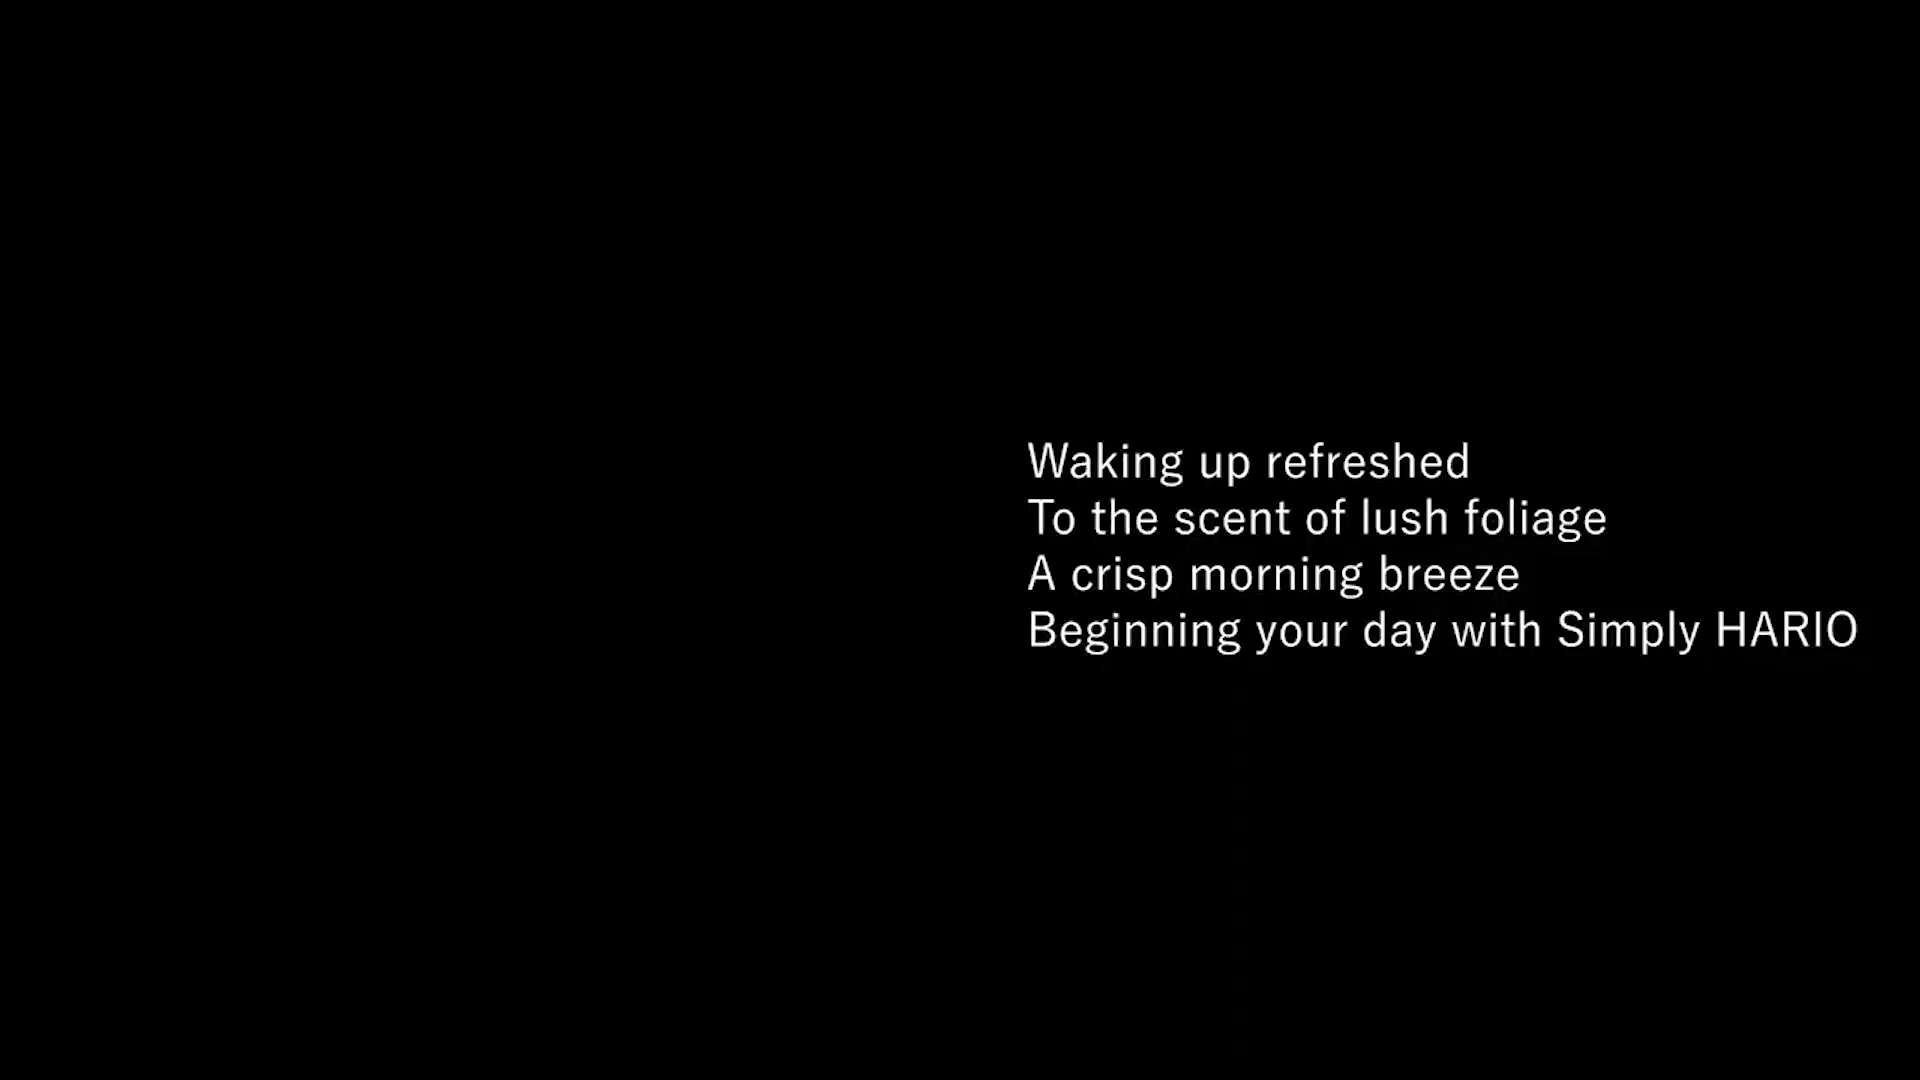 Waking up refreshed
To the scent of lush foliage
A crisp morning breeze
Beginning your day with Simply HARIO